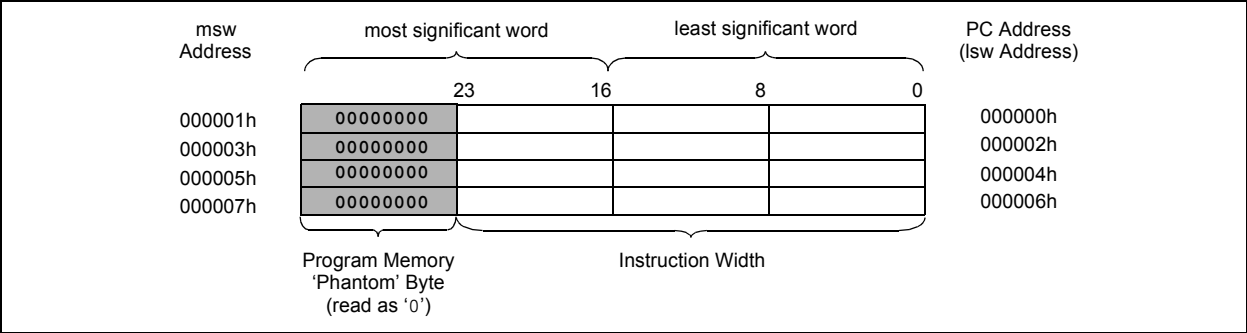 msw
Address
most significant word
least significant word
PC Address
(lsw Address)
23 16 8 0
000001h 00000000 000000h
000003h 00000000 000002h
000005h 00000000 000004h
000007h 00000000 000006h
Program Memory
‘Phantom’ Byte
(read as ‘0’)
Instruction Width